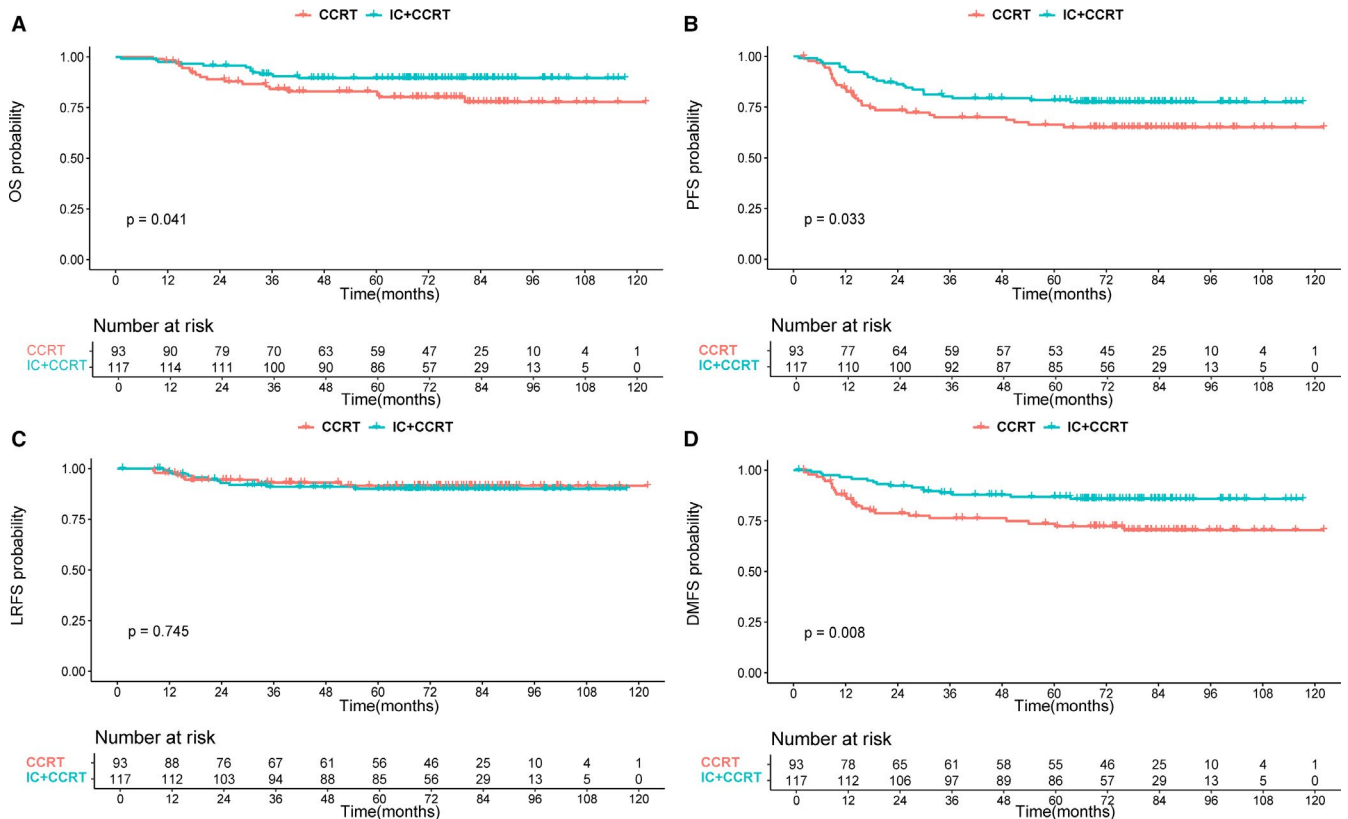 A
CCRT IC+CCRT
1.00
0.75
0.50
0.25
0.00
OS probability
p = 0.041
0 12 24 36 48 60 72 84 96 108 120
Time(months)
Number at risk
CCRT 93 90 79 70 63 59 47 25 10 4 1
IC+CCRT 117 114 111 100 90 86 57 29 13 5 0
0 12 24 36 48 60 72 84 96 108 120
Time(months)
B
CCRT IC+CCRT
1.00
0.75
0.50
0.25
0.00
PFS probability
p = 0.033
0 12 24 36 48 60 72 84 96 108 120
Time(months)
Number at risk
CCRT 93 77 64 59 57 53 45 25 10 4 1
IC+CCRT 117 110 100 92 87 85 56 29 13 5 0
0 12 24 36 48 60 72 84 96 108 120
Time(months)
C
CCRT IC+CCRT
1.00
0.75
0.50
0.25
0.00
LRFS probability
p = 0.745
0 12 24 36 48 60 72 84 96 108 120
Time(months)
Number at risk
CCRT 93 88 76 67 61 56 46 25 10 4 1
IC+CCRT 117 112 103 94 88 85 56 29 13 5 0
0 12 24 36 48 60 72 84 96 108 120
Time(months)
D
CCRT IC+CCRT
1.00
0.75
0.50
0.25
0.00
DMFS probability
p = 0.008
0 12 24 36 48 60 72 84 96 108 120
Time(months)
Number at risk
CCRT 93 78 65 61 58 55 46 25 10 4 1
IC+CCRT 117 112 106 97 89 86 57 29 13 5 0
0 12 24 36 48 60 72 84 96 108 120
Time(months)